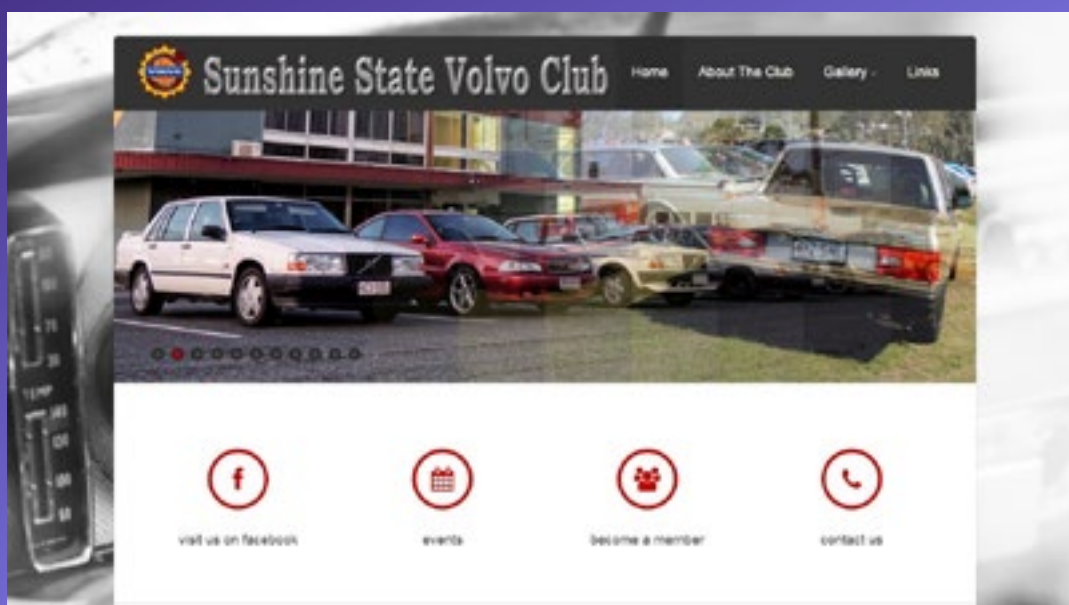 Sunshine State Volvo Club
Home
About The Club
Gallery
Links
TEMP
visit us on facebook
events
become a member
contact us